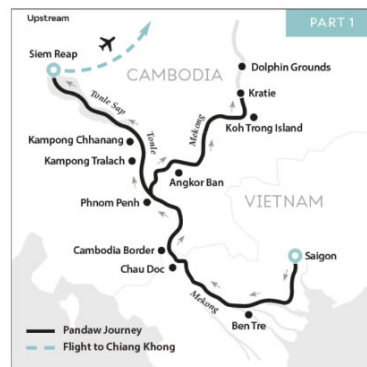 Upstream
PART 1
Siem Reap
CAMBODIA
Dolphin Grounds
Kratie
Tonle Sap
Koh Trong Island
Kampong Chhanang
Tonle
Mekong
Kampong Tralach
Angkor Ban
Phnom Penh
VIETNAM
Cambodia Border
Saigon
Chau Doc
Mekong
Ben Tre
Pandaw Journey
Flight to Chiang Khong